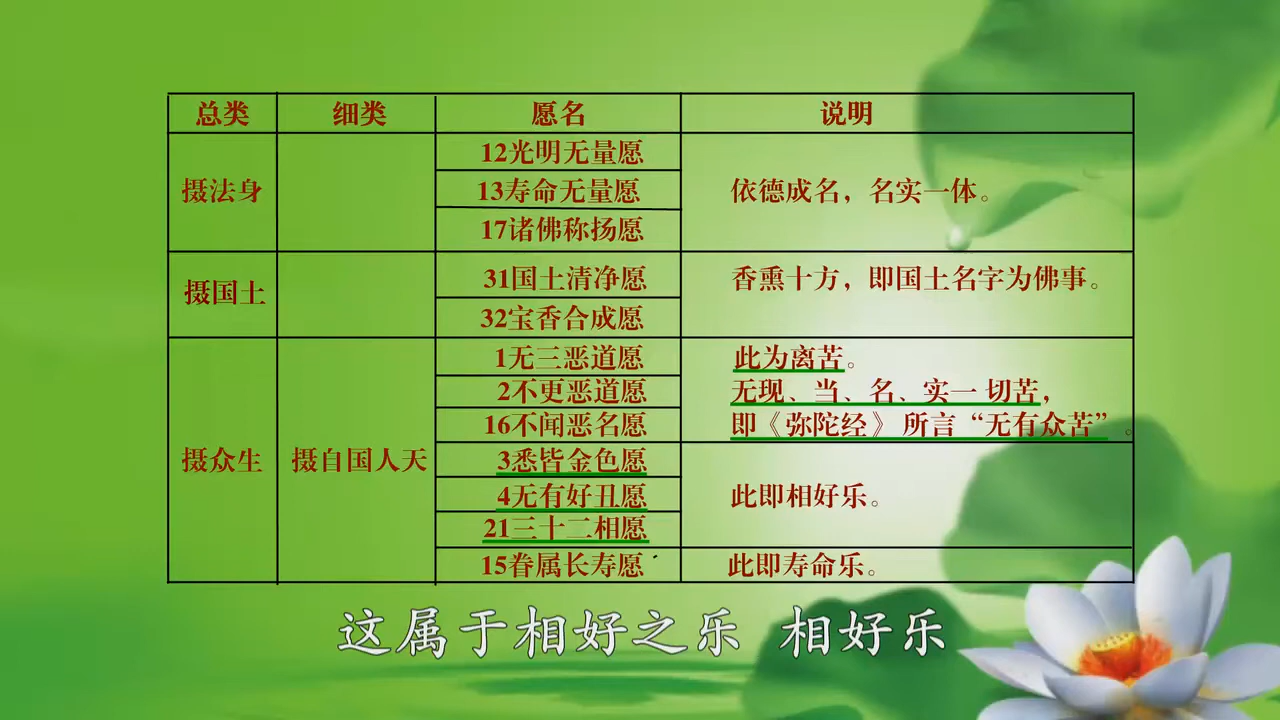 总类 细类 愿名 说明
12光明无量愿
摄法身 13寿命无量愿 依德成名，名实一体。
17诸佛称扬愿
31国土清净愿 香熏十方，即国土名字为佛事。
摄国土
32宝香合成愿
1无三恶道愿 此为离苦。
2不更恶道愿 无现、当、名、实一 切苦，
16不闻恶名愿 即《弥陀经》所言“无有众苦”。
摄众生 摄自国人天 3悉皆金色愿
4无有好丑愿 此即相好乐。
21三十二相愿
15眷属长寿愿 此即寿命乐。
这属于相好之乐 相好乐